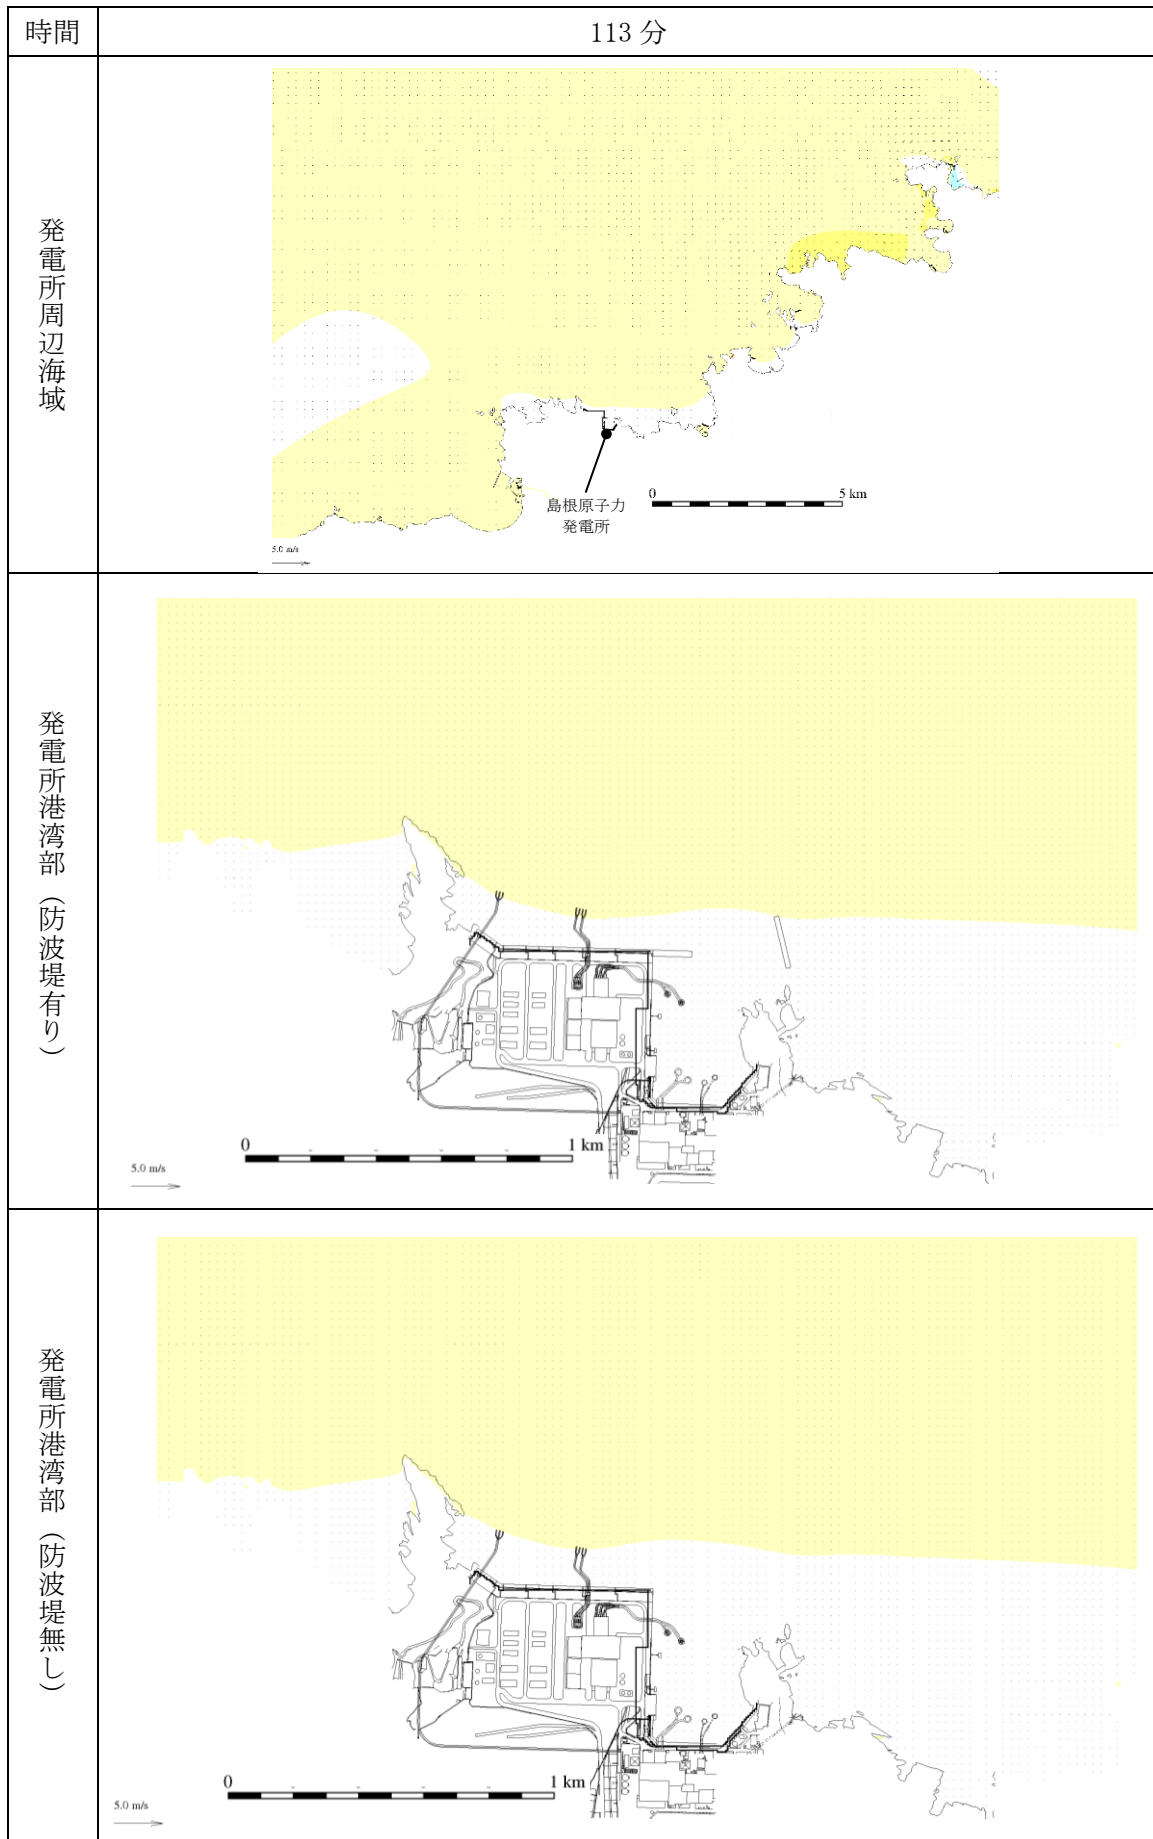 時間
113 分
発電所周辺海域
島根原子力
発電所
0
5 km
5.0 m/s
発電所港湾部（防波堤有り）
0
1 km
5.0 m/s
発電所港湾部（防波堤無し）
0
1 km
5.0 m/s